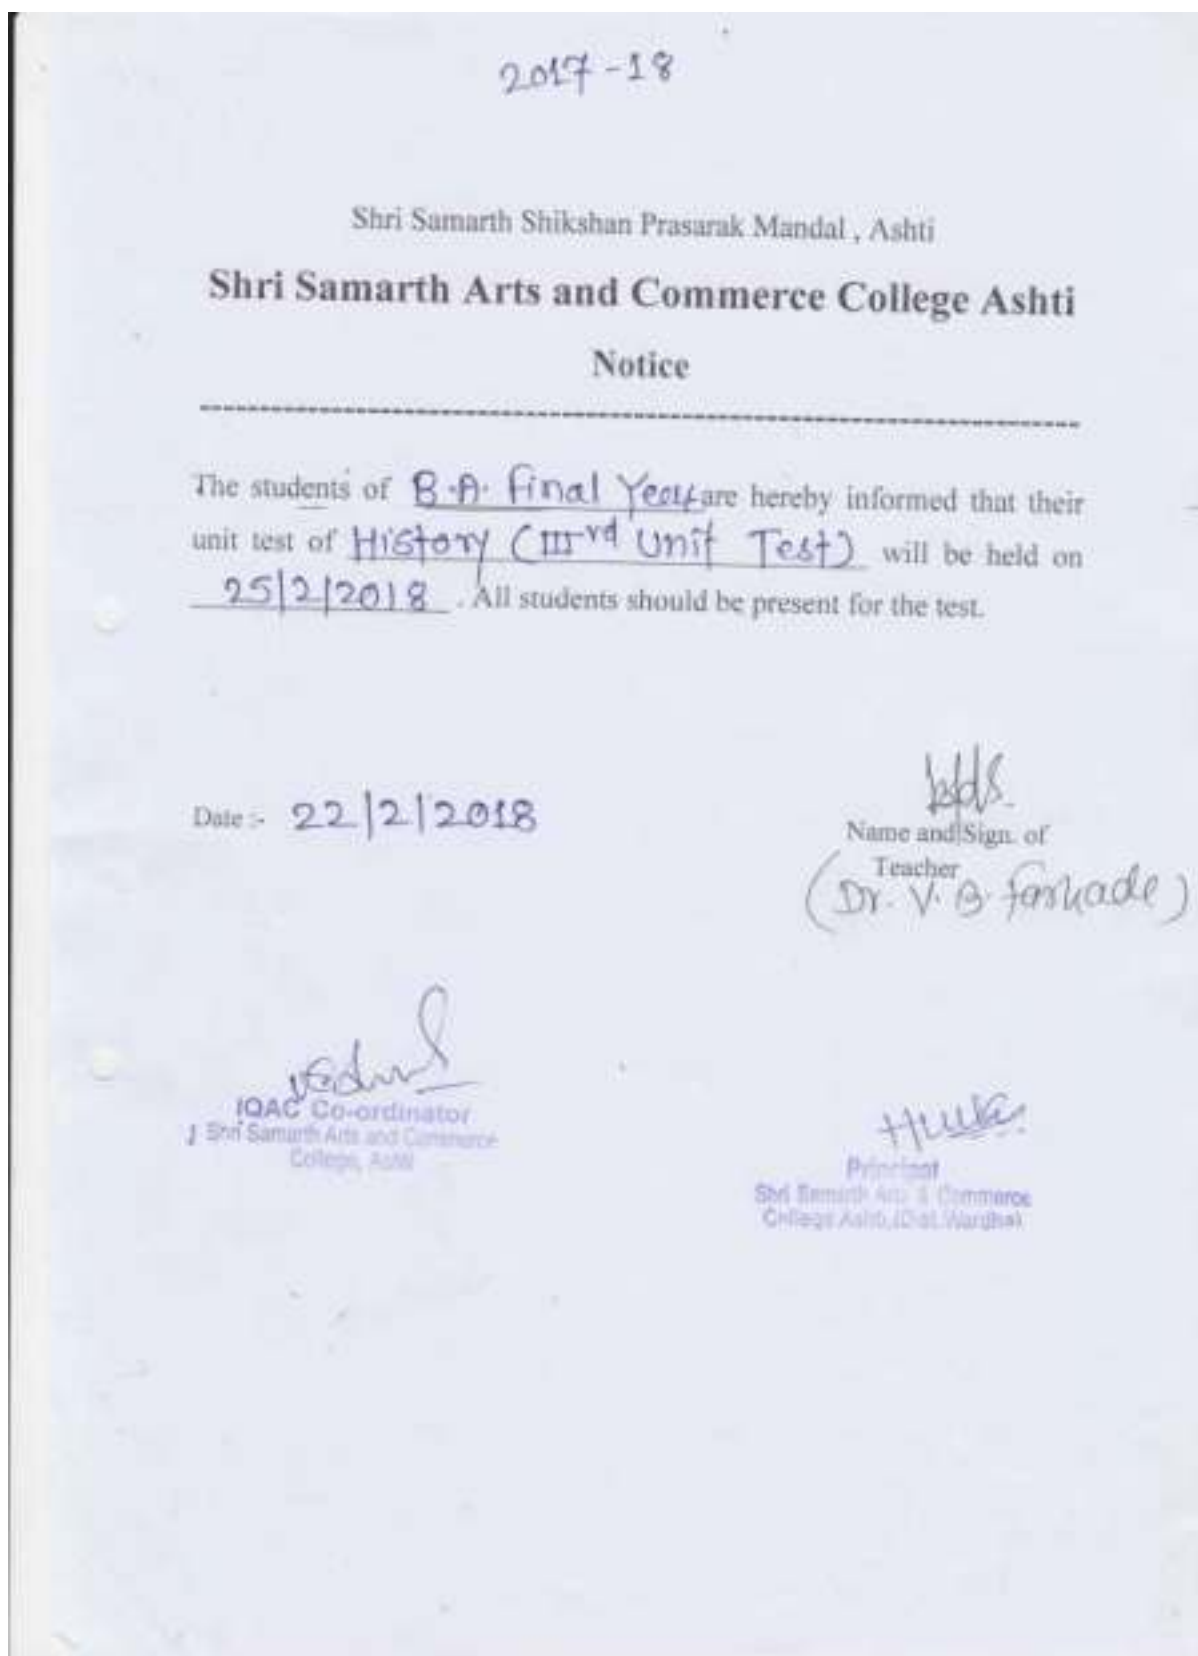 2017-18
Shri Samarth Shikshan Prasarak Mandal , Ashti
Shri Samarth Arts and Commerce College Ashti
Notice
The students of B.A. Final Year are hereby informed that their
unit test of History (IIIrd Unit Test) will be held on
25/2/2018 . All students should be present for the test.
Date :- 22/2/2018
Name and Sign. of
Teacher
(Dr. V. B.
IQAC Co-ordinator
Shri Samarth Arts and Commerce
College, Ashti
Principal
Shri Samarth Arts & Commerce
College Ashti, (Dist. Wardha)